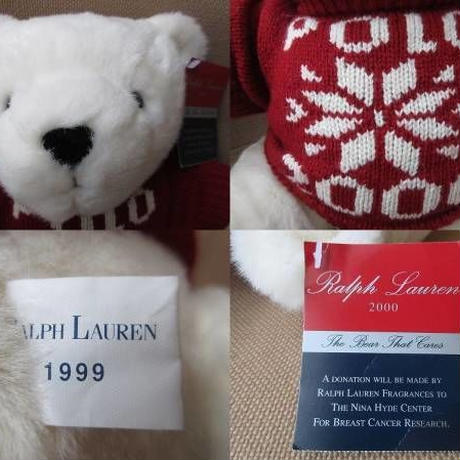 POLO
POLO
2000
RALPH LAUREN
1999
Ralph Lauren
2000
The Bear That Cares
A DONATION WILL BE MADE BY
RALPH LAUREN FRAGRANCES TO
THE NINA HYDE CENTER
FOR BREAST CANCER RESEARCH.